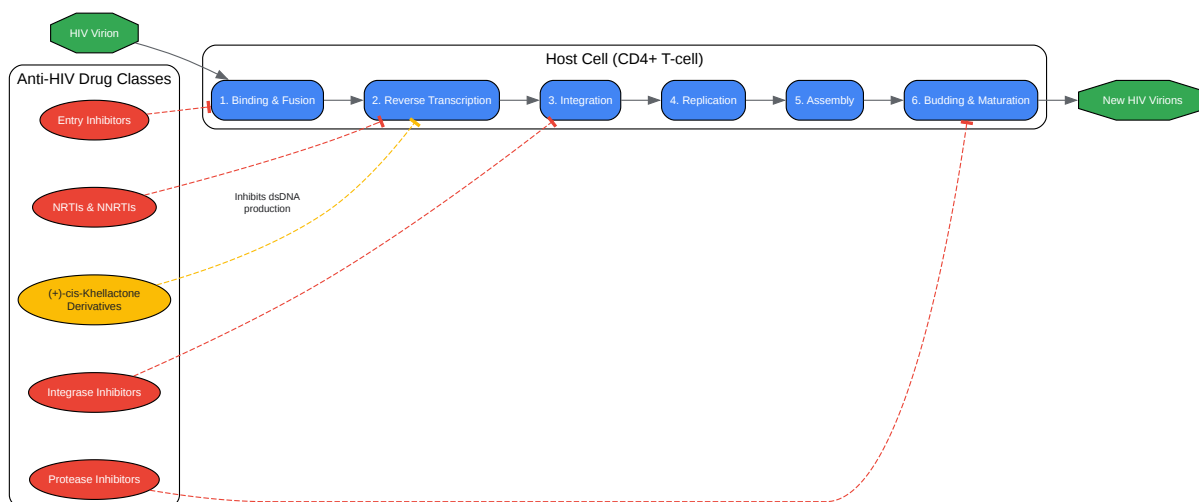 HIV Virion
Host Cell (CD4+ T-cell)
Anti-HIV Drug Classes
1. Binding & Fusion
2. Reverse Transcription
3. Integration
4. Replication
5. Assembly
6. Budding & Maturation
New HIV Virions
Entry Inhibitors
NRTIs & NNRTIs
Inhibits dsDNA
production
(+)-cis-Khellactone
Derivatives
Integrase Inhibitors
Protease Inhibitors